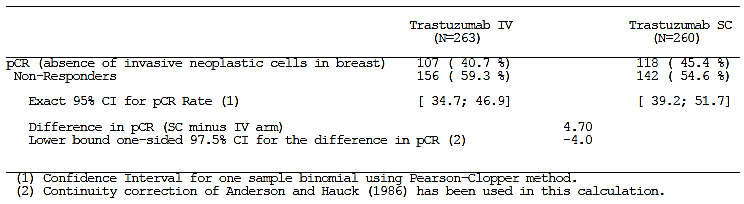 Trastuzumab IV Trastuzumab SC
(N=263) (N=260)
pCR (absence of invasive neoplastic cells in breast) 107 ( 40.7 %) 118 ( 45.4 %)
Non-Responders 156 ( 59.3 %) 142 ( 54.6 %)
Exact 95% CI for pCR Rate (1) [ 34.7; 46.9] [ 39.2; 51.7]
Difference in pCR (SC minus IV arm) 4.70
Lower bound one-sided 97.5% CI for the difference in pCR (2) -4.0
(1) Confidence Interval for one sample binomial using Pearson-Clopper method.
(2) Continuity correction of Anderson and Hauck (1986) has been used in this calculation.